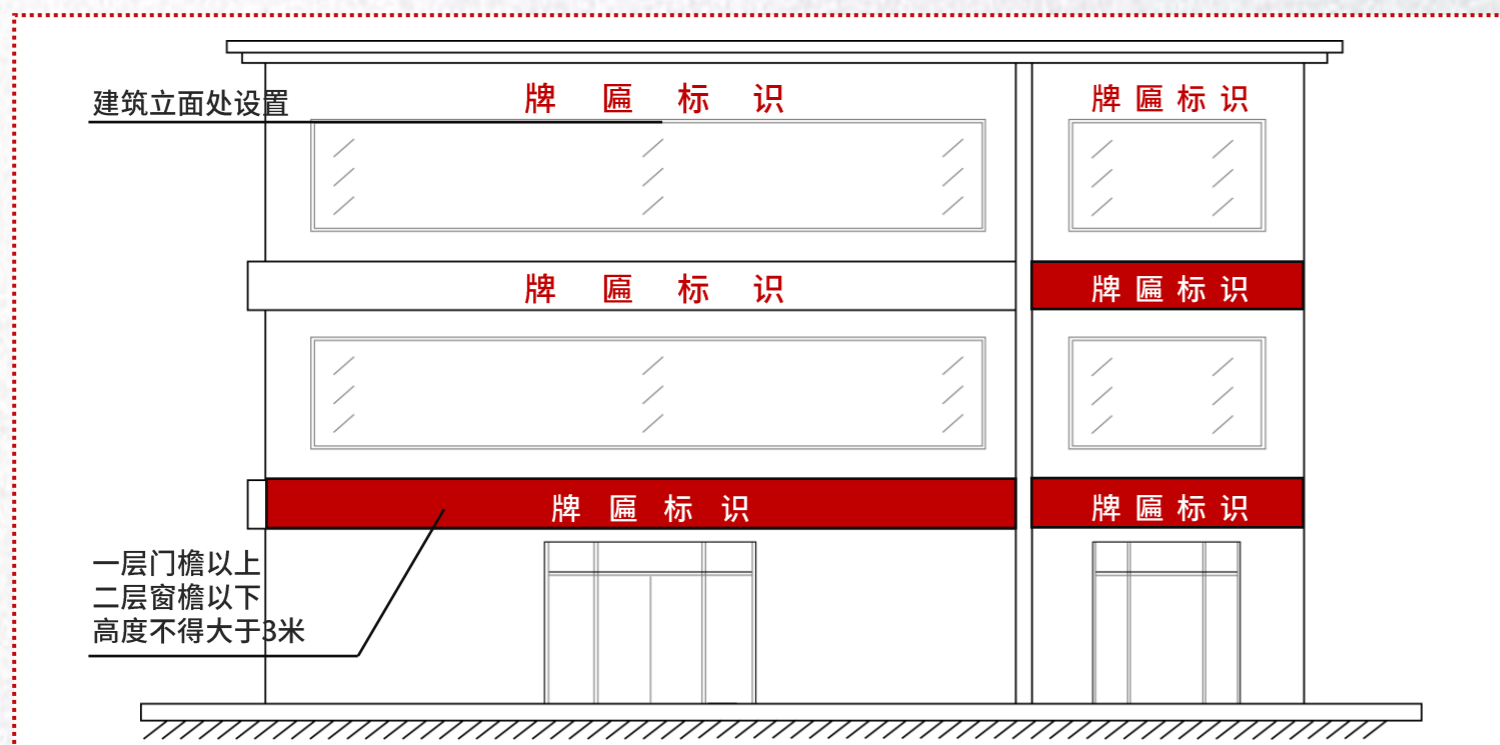 建筑立面处设置
牌匾标识
牌匾标识
牌匾标识
牌匾标识
牌匾标识
牌匾标识
一层门檐以上
二层窗檐以下
高度不得大于3米